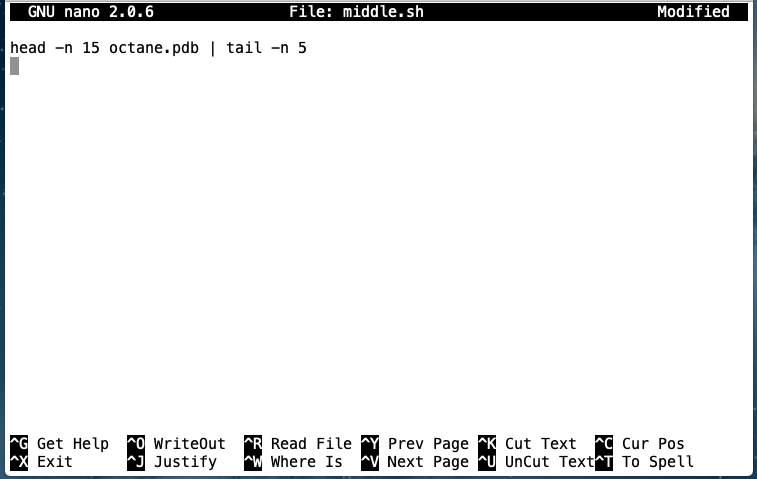 GNU nano 2.0.6 File: middle.sh Modified
head -n 15 octane.pdb | tail -n 5
^G Get Help ^O WriteOut ^R Read File ^Y Prev Page ^K Cut Text ^C Cur Pos
^X Exit ^J Justify ^W Where Is ^V Next Page ^U UnCut Text ^T To Spell